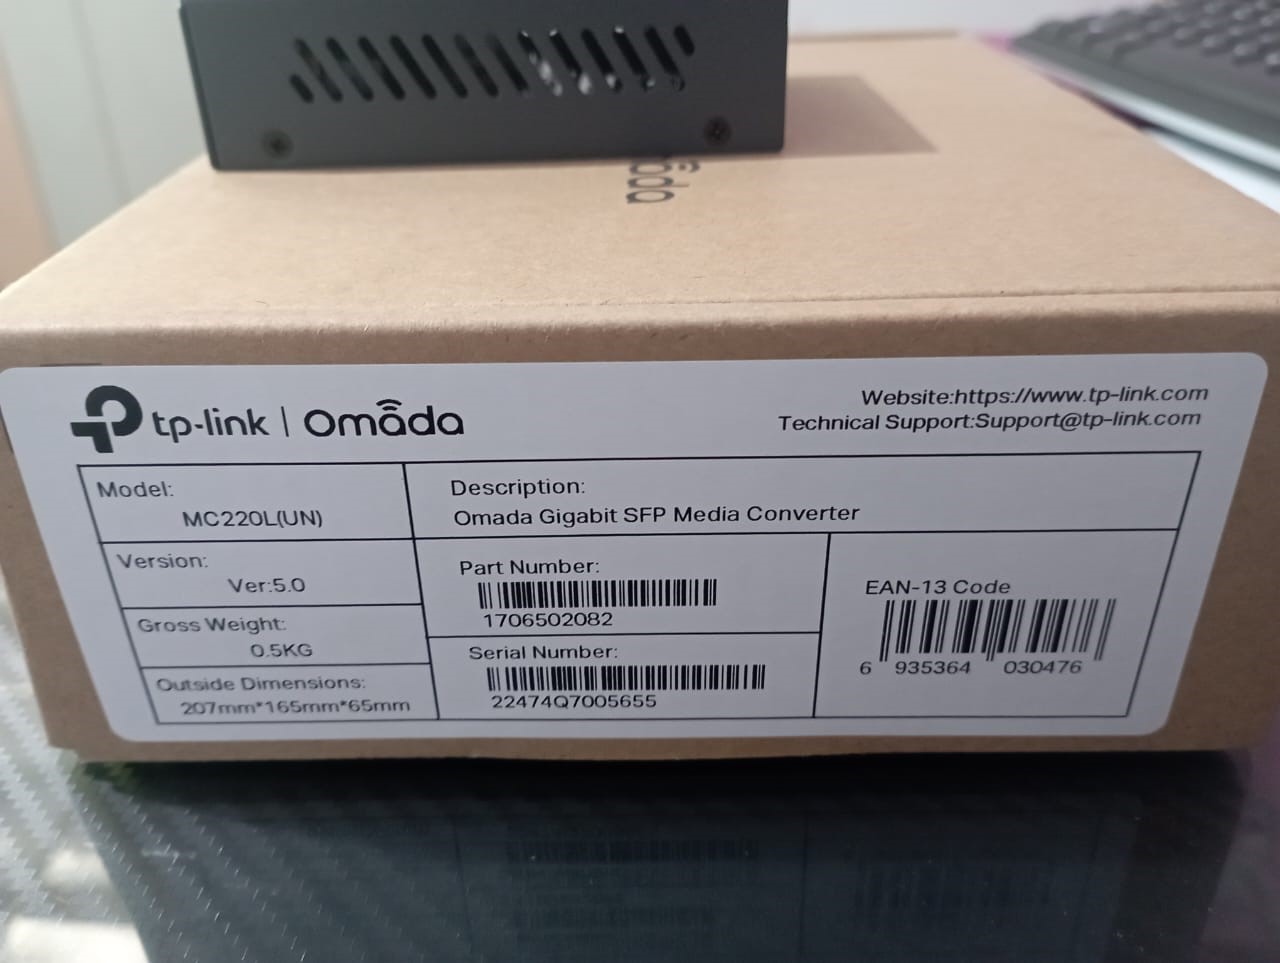 tp-link | Omada
Website:https://www.tp-link.com
Technical Support:Support@tp-link.com
Model:
MC220L(UN)
Description:
Omada Gigabit SFP Media Converter
Version:
Ver:5.0
Gross Weight:
0.5KG
Outside Dimensions:
207mm*165mm*65mm
Part Number:
1706502082
Serial Number:
22474Q7005655
EAN-13 Code
6 935364 030476